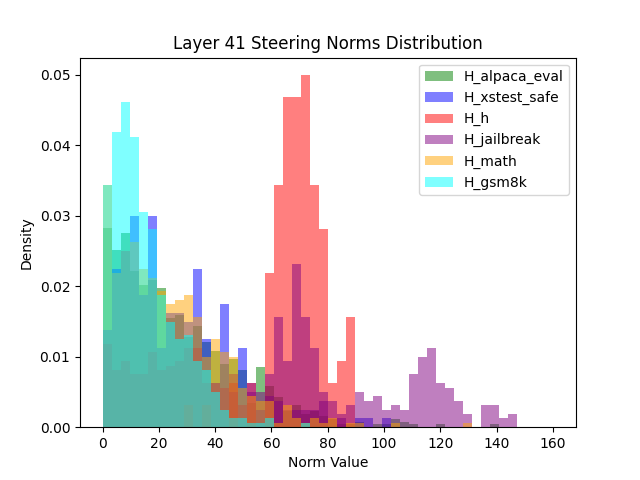 Layer 41 Steering Norms Distribution
0.05
0.04
0.03
0.02
0.01
0.00
Density
H_alpaca_eval
H_xstest_safe
H_h
H_jailbreak
H_math
H_gsm8k
0 20 40 60 80 100 120 140 160
Norm Value